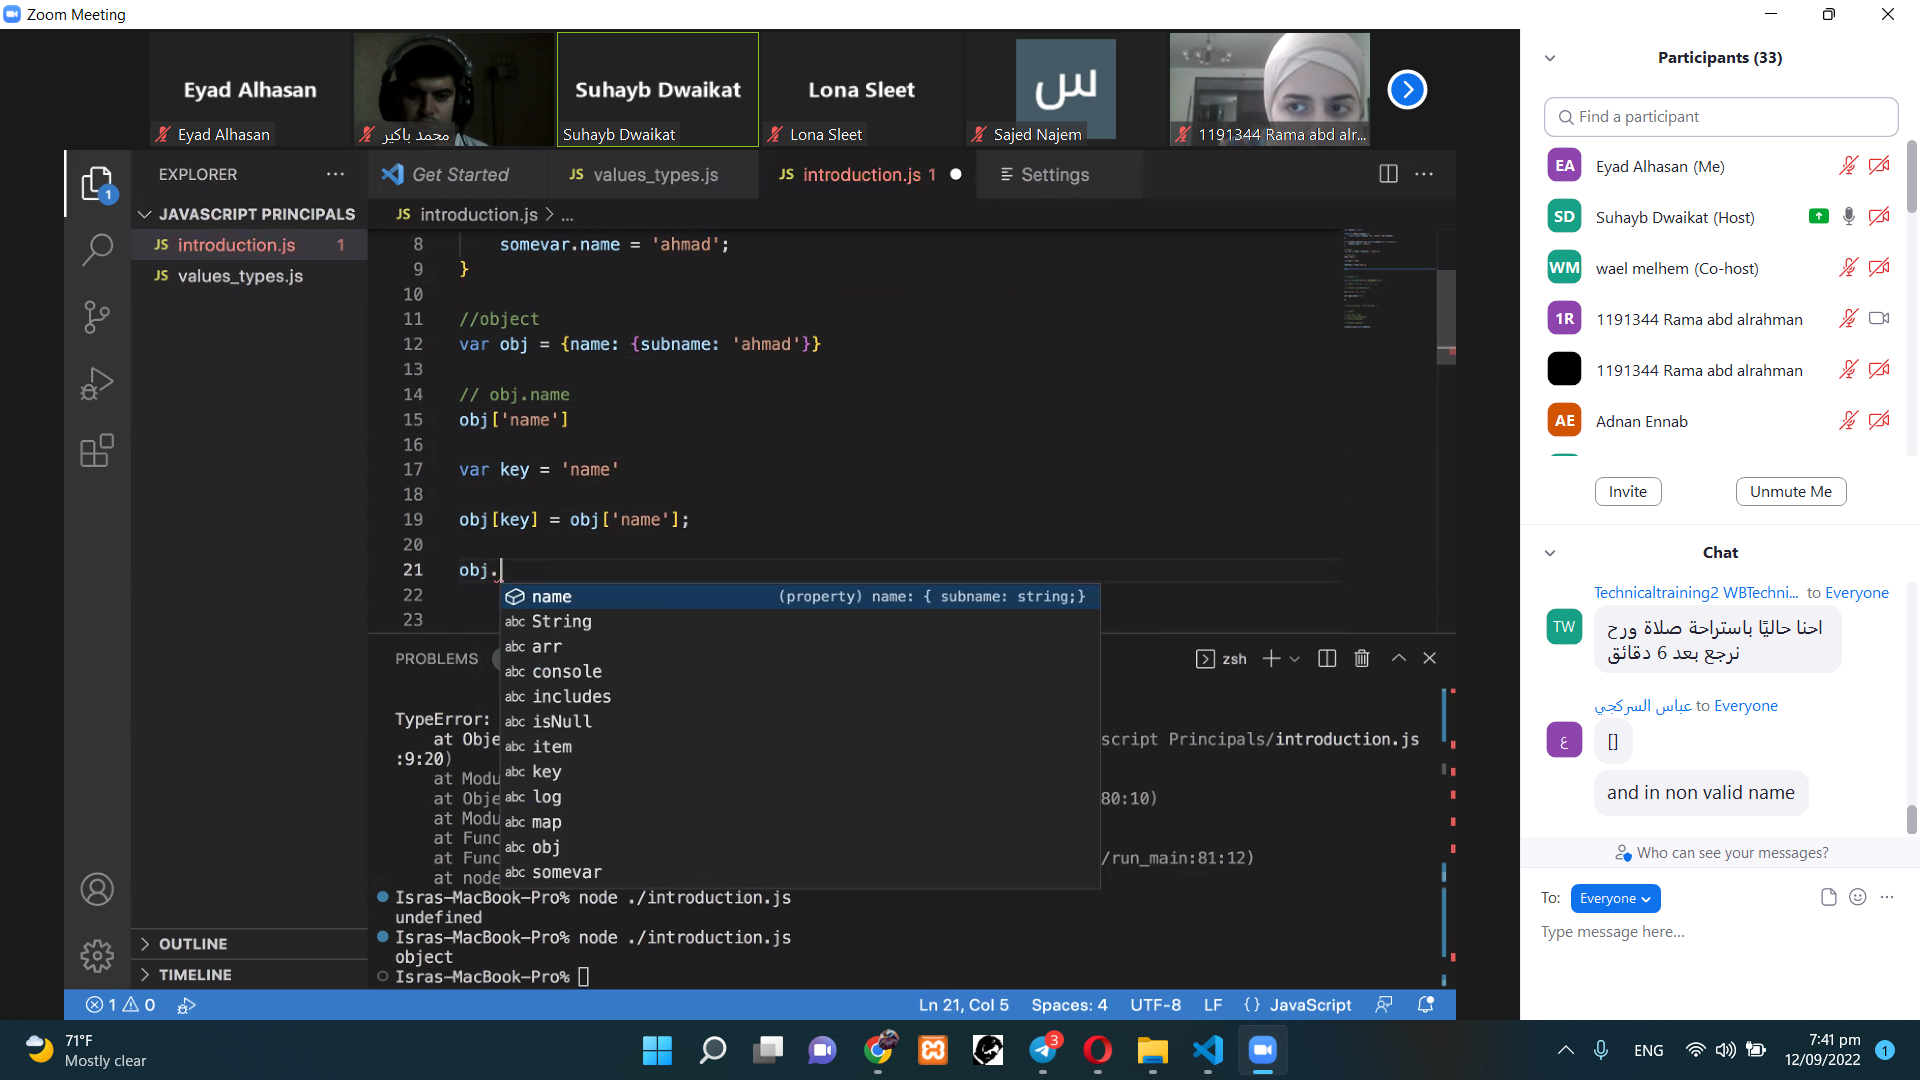 Zoom Meeting
Eyad Alhasan
Suhayb Dwaikat
Lona Sleet
س
Eyad Alhasan
محمد باكير
Suhayb Dwaikat
Lona Sleet
Sajed Najem
1191344 Rama abd alr...
EXPLORER
Get Started
JS values_types.js
JS introduction.js 1
Settings
1
JAVASCRIPT PRINCIPALS
JS introduction.js 1
JS values_types.js
JS introduction.js > ...
8 somevar.name = 'ahmad';
9 }
10
11 //object
12 var obj = {name: {subname: 'ahmad'}}
13
14 // obj.name
15 obj['name']
16
17 var key = 'name'
18
19 obj[key] = obj['name'];
20
21 obj.
22
23
name (property) name: { subname: string;}
abc String
abc arr
abc console
abc includes
abc isNull
abc item
abc key
abc log
abc map
abc obj
abc somevar
PROBLEMS
zsh
TypeError:
at Obje script Principals/introduction.js
:9:20)
at Modu
at Obje 80:10)
at Modu
at Func
at Func /run_main:81:12)
at node
Isras-MacBook-Pro% node ./introduction.js
undefined
Isras-MacBook-Pro% node ./introduction.js
object
Isras-MacBook-Pro%
OUTLINE
TIMELINE
1 0
Ln 21, Col 5
Spaces: 4
UTF-8
LF
{ } JavaScript
Participants (33)
Find a participant
EA Eyad Alhasan (Me)
SD Suhayb Dwaikat (Host)
WM wael melhem (Co-host)
1R 1191344 Rama abd alrahman
1191344 Rama abd alrahman
AE Adnan Ennab
Invite
Unmute Me
Chat
Technicaltraining2 WBTechni... to Everyone
TW
احنا حاليًا باستراحة صلاة ورح
نرجع بعد 6 دقائق
عباس السركجي to Everyone
ع
[]
and in non valid name
Who can see your messages?
To: Everyone
Type message here...
71°F
Mostly clear
3
ENG
7:41 pm
12/09/2022
1